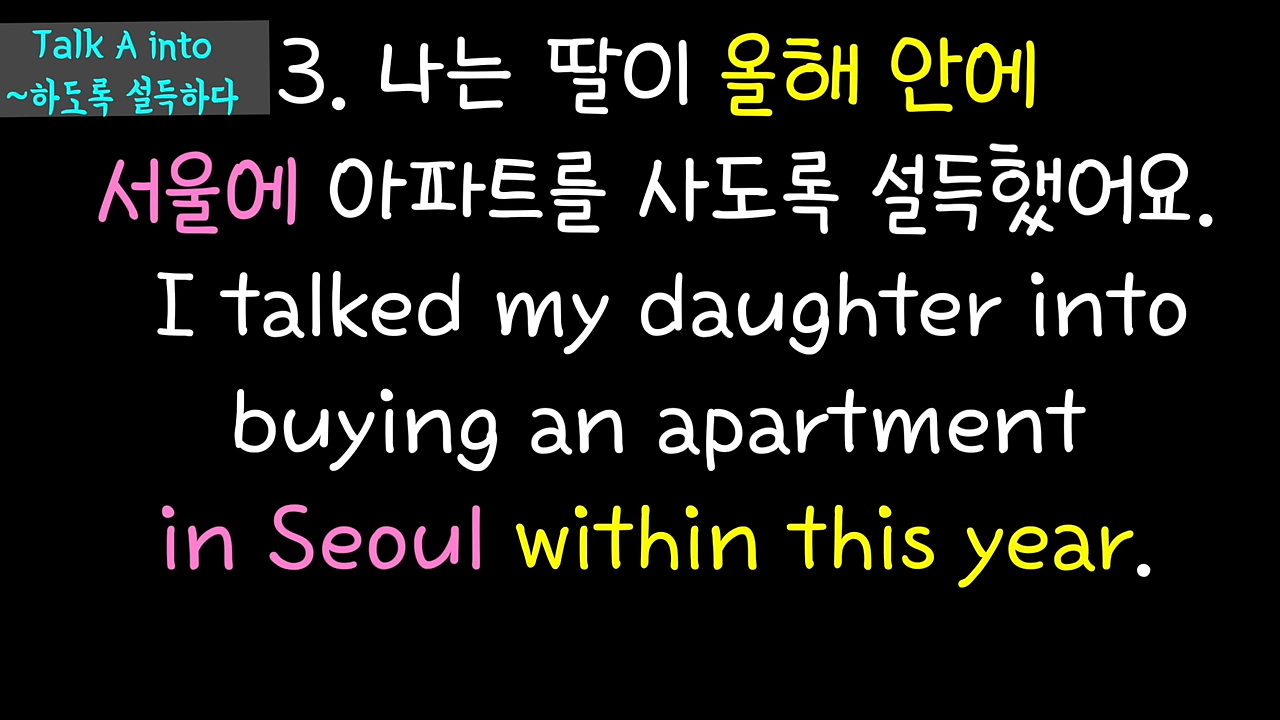 Talk A into
~하도록 설득하다
3. 나는 딸이 올해 안에
서울에 아파트를 사도록 설득했어요.
I talked my daughter into
buying an apartment
in Seoul within this year.